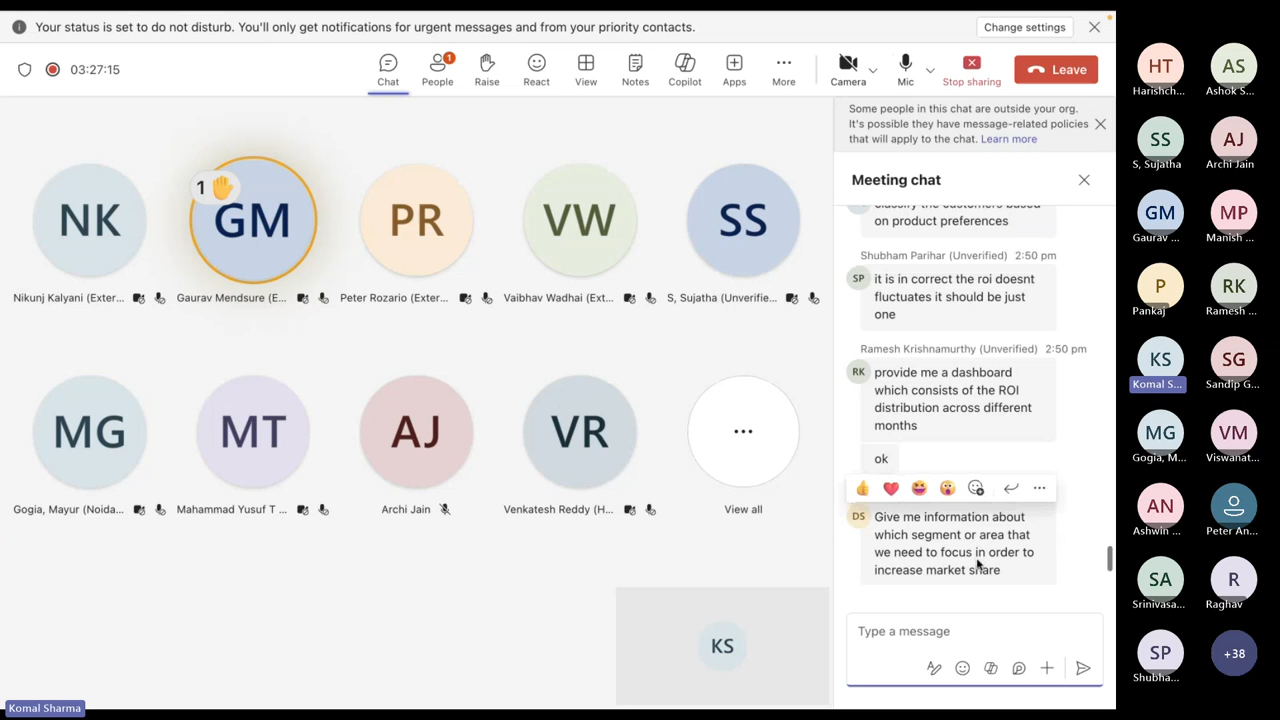 Your status is set to do not disturb. You'll only get notifications for urgent messages and from your priority contacts.
Change settings
03:27:15
Chat
People
1
Raise
React
View
Notes
Copilot
Apps
More
Camera
Mic
Stop sharing
Leave
NK
Nikunj Kalyani (Exter...
1
GM
Gaurav Mendsure (E...
PR
Peter Rozario (Exter...
VW
Vaibhav Wadhai (Ext...
SS
S, Sujatha (Unverifie...
MG
Gogia, Mayur (Noida...
MT
Mahammad Yusuf T ...
AJ
Archi Jain
VR
Venkatesh Reddy (H...
...
View all
KS
Komal Sharma
Some people in this chat are outside your org.
It's possible they have message-related policies
that will apply to the chat. Learn more
Meeting chat
classify the customers based
on product preferences
Shubham Parihar (Unverified) 2:50 pm
SP
it is in correct the roi doesnt
fluctuates it should be just
one
Ramesh Krishnamurthy (Unverified) 2:50 pm
RK
provide me a dashboard
which consists of the ROI
distribution across different
months
ok
DS
Give me information about
which segment or area that
we need to focus in order to
increase market share
Type a message
HT
Harishch...
AS
Ashok S...
SS
S, Sujatha
AJ
Archi Jain
GM
Gaurav ...
MP
Manish ...
P
Pankaj
RK
Ramesh ...
KS
Komal S...
SG
Sandip G...
MG
Gogia, M...
VM
Viswanat...
AN
Ashwin ...
Peter An...
SA
Srinivasa...
R
Raghav
SP
Shubha...
+38